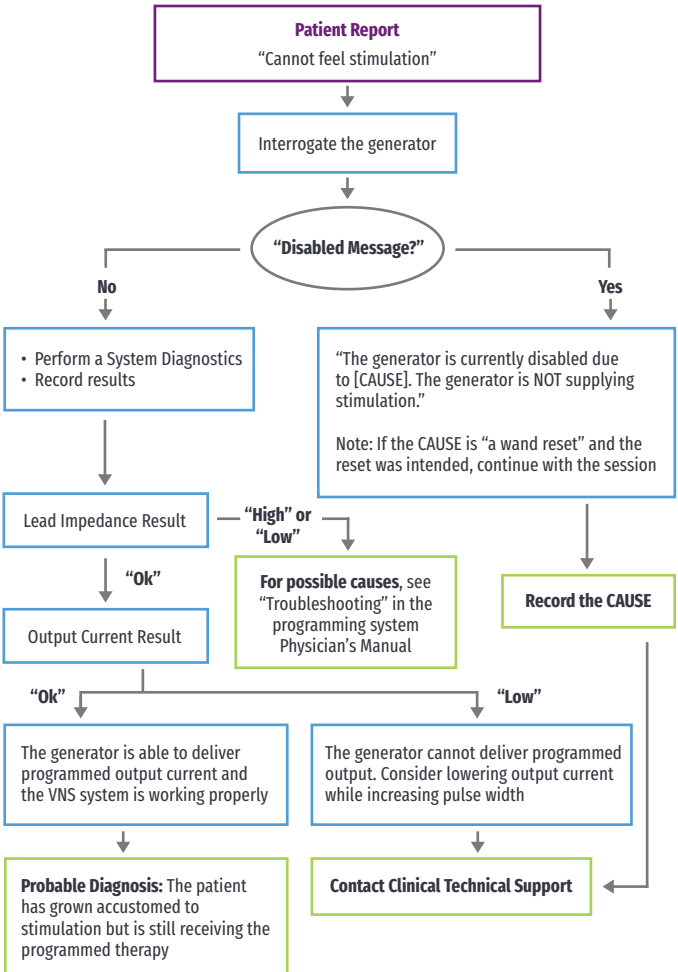 Patient Report
“Cannot feel stimulation”
Interrogate the generator
“Disabled Message?”
No
Yes
• Perform a System Diagnostics
• Record results
“The generator is currently disabled due
to [CAUSE]. The generator is NOT supplying
stimulation.”
Note: If the CAUSE is “a wand reset” and the
reset was intended, continue with the session
Lead Impedance Result
“High” or
“Low”
“Ok”
For possible causes, see
“Troubleshooting” in the
programming system
Physician’s Manual
Record the CAUSE
Output Current Result
“Ok”
“Low”
The generator is able to deliver
programmed output current and
the VNS system is working properly
The generator cannot deliver programmed
output. Consider lowering output current
while increasing pulse width
Probable Diagnosis: The patient
has grown accustomed to
stimulation but is still receiving the
programmed therapy
Contact Clinical Technical Support